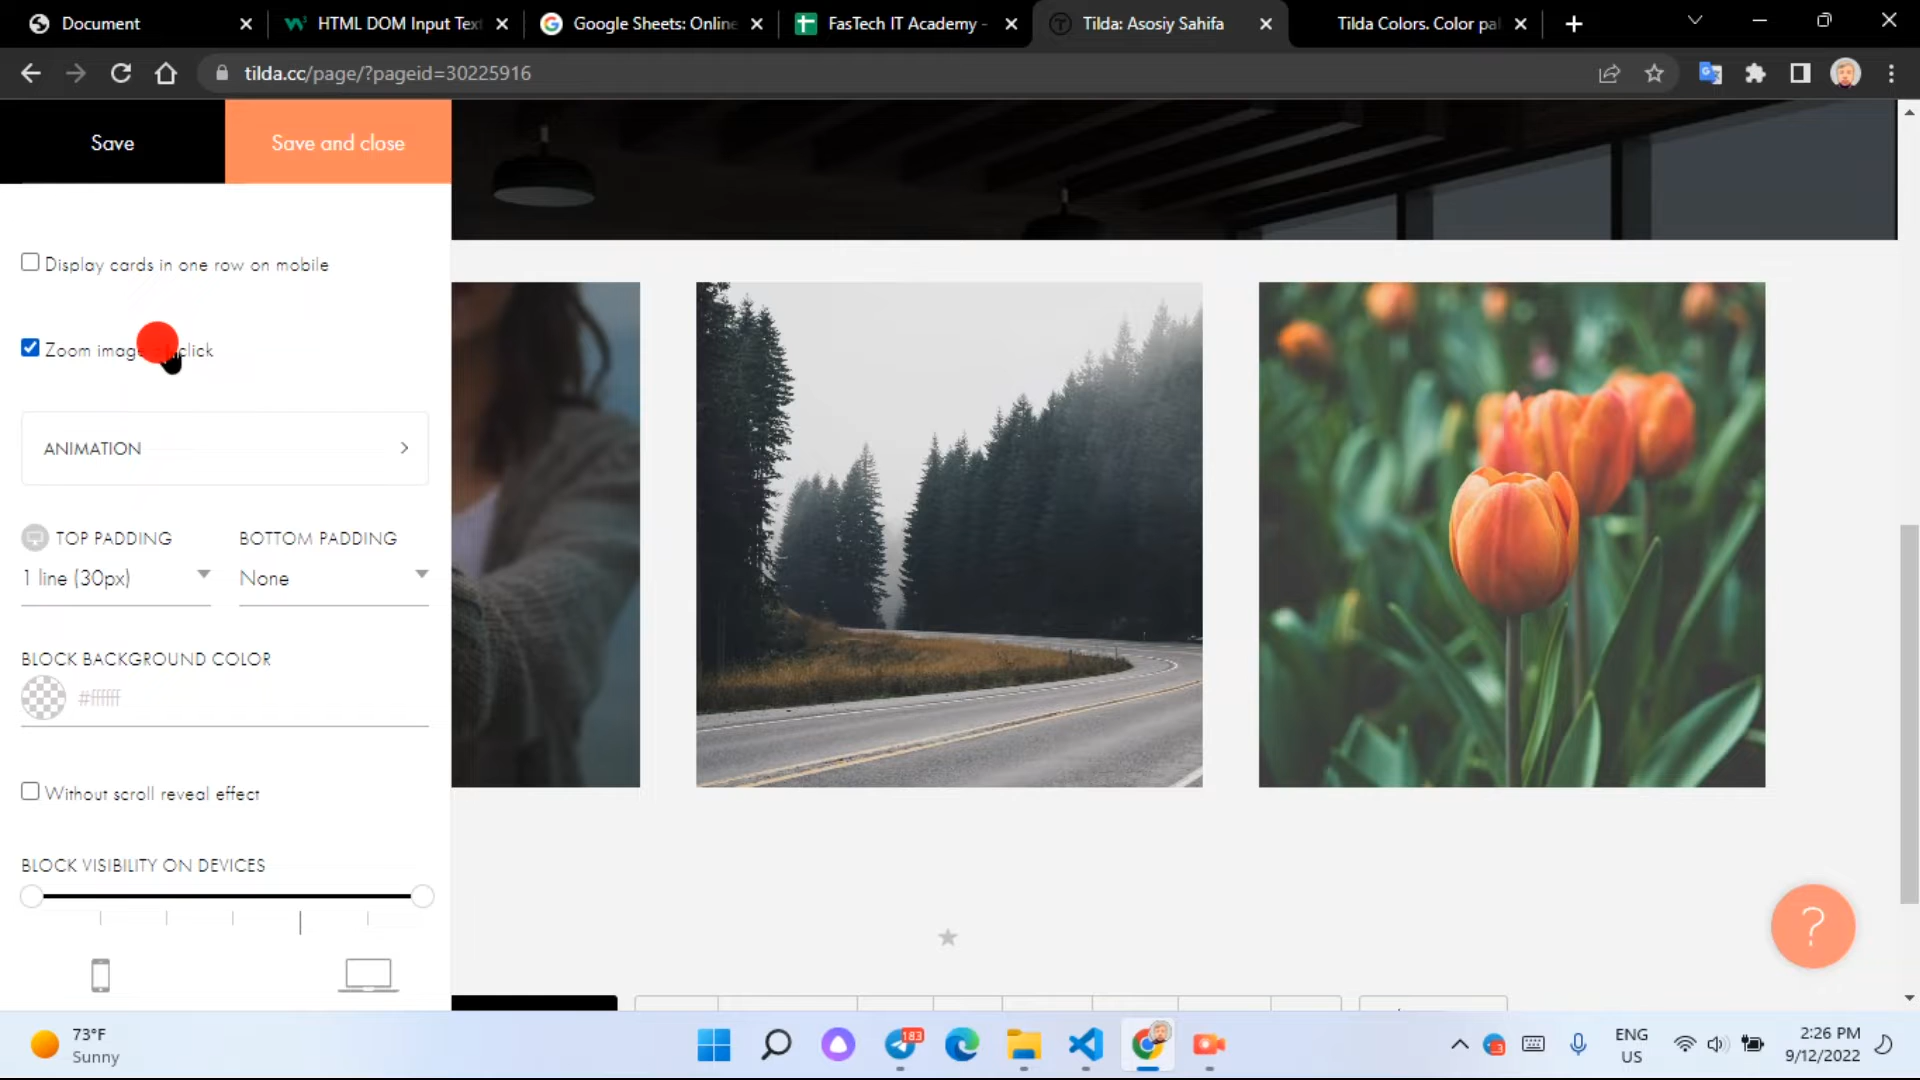 Document
HTML DOM Input Text
Google Sheets: Online
FasTech IT Academy -
Tilda: Asosiy Sahifa
Tilda Colors. Color pal
tilda.cc/page/?pageid=30225916
Save
Save and close
Display cards in one row on mobile
Zoom image click
ANIMATION
TOP PADDING
BOTTOM PADDING
1 line (30px)
None
BLOCK BACKGROUND COLOR
#ffffff
Without scroll reveal effect
BLOCK VISIBILITY ON DEVICES
?
73°F
Sunny
183
3
ENG
US
2:26 PM
9/12/2022